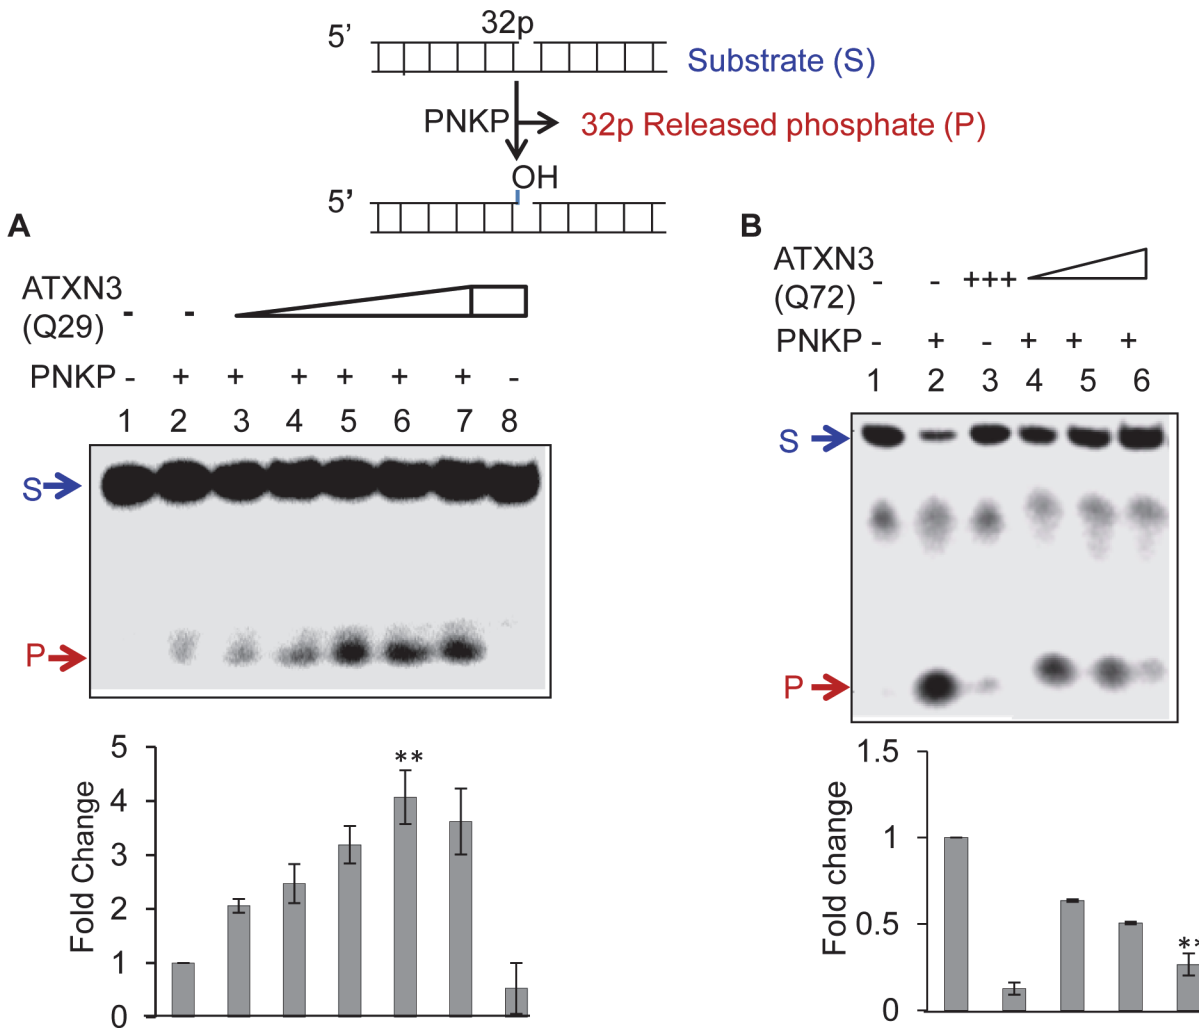 32p
5’
Substrate (S)
PNKP
32p Released phosphate (P)
OH
5’
A
ATXN3
(Q29) - -
PNKP - + + + + + + -
1 2 3 4 5 6 7 8
S
P
5
4
3
2
1
0
Fold Change
**
B
ATXN3
(Q72) - - +++
PNKP - + - + + +
1 2 3 4 5 6
S
P
1.5
1
0.5
0
Fold change
**